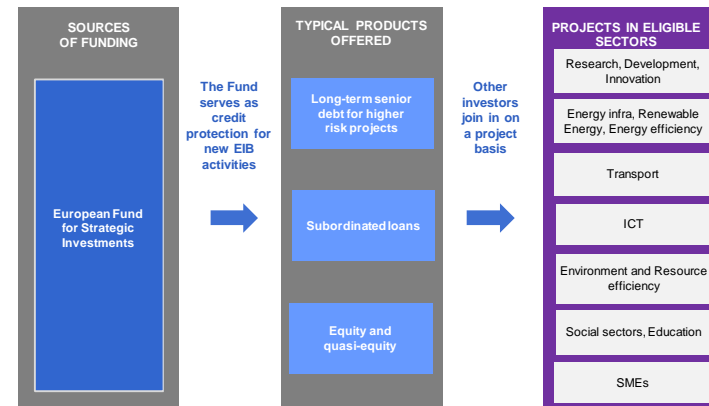 SOURCES
OF FUNDING
European Fund
for Strategic
Investments
The Fund
serves as
credit
protection for
new EIB
activities
TYPICAL PRODUCTS
OFFERED
Long-term senior
debt for higher
risk projects
Subordinated loans
Equity and
quasi-equity
Other
investors
join in on
a project
basis
PROJECTS IN ELIGIBLE
SECTORS
Research, Development,
Innovation
Energy infra, Renewable
Energy, Energy efficiency
Transport
ICT
Environment and Resource
efficiency
Social sectors, Education
SMEs